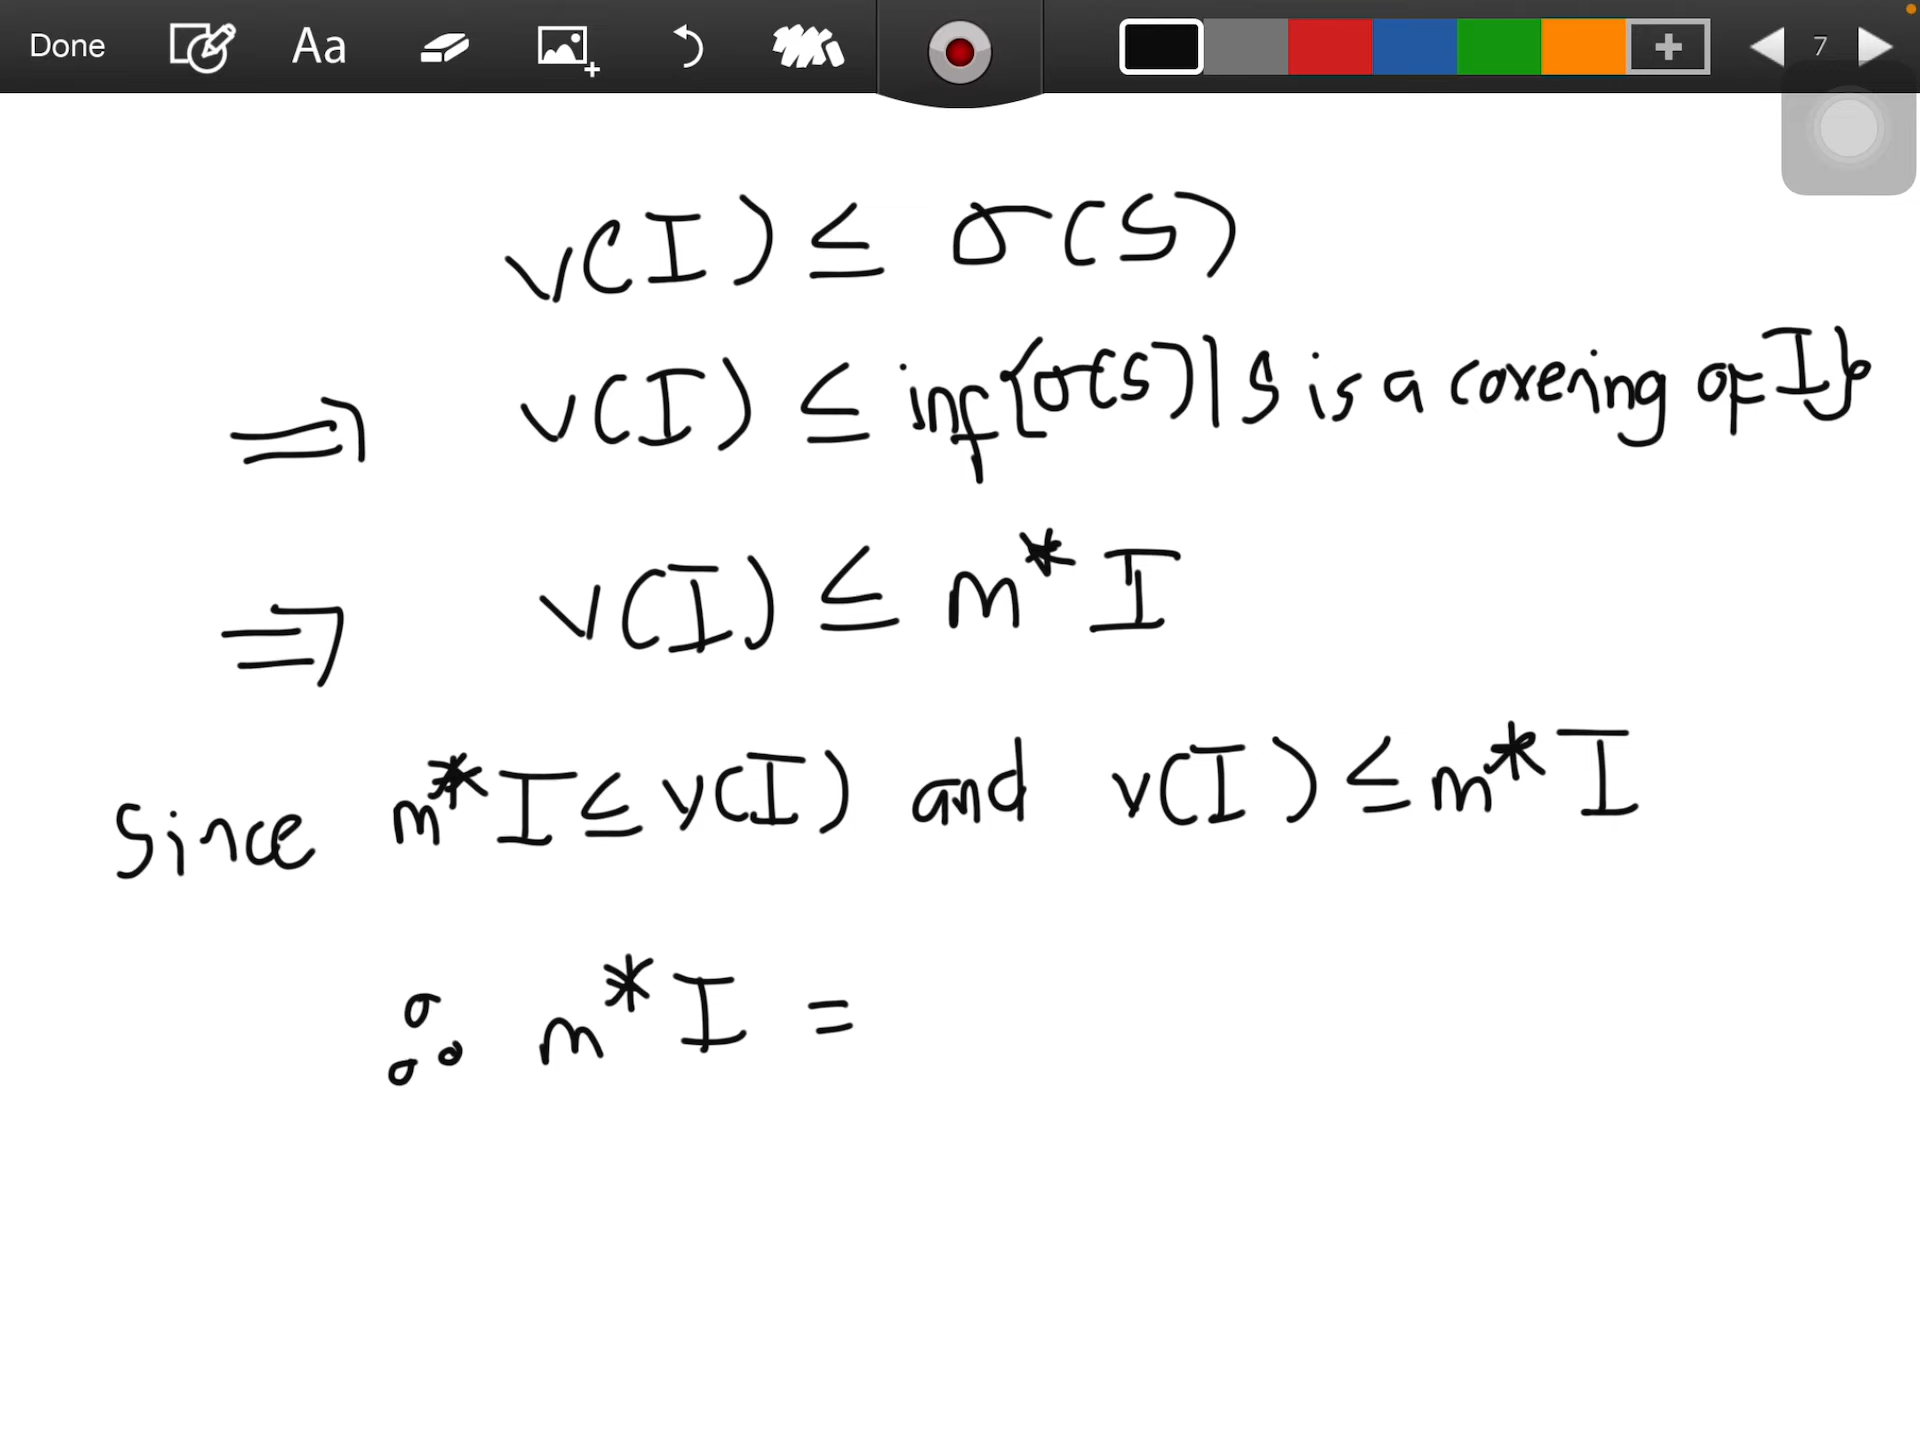 Done Aa 7
v(I) ≤ σ(S)
⇒ v(I) ≤ inf{σ(S) | S is a covering of I}
⇒ v(I) ≤ m* I
Since m* I ≤ v(I) and v(I) ≤ m* I
∴ m* I =